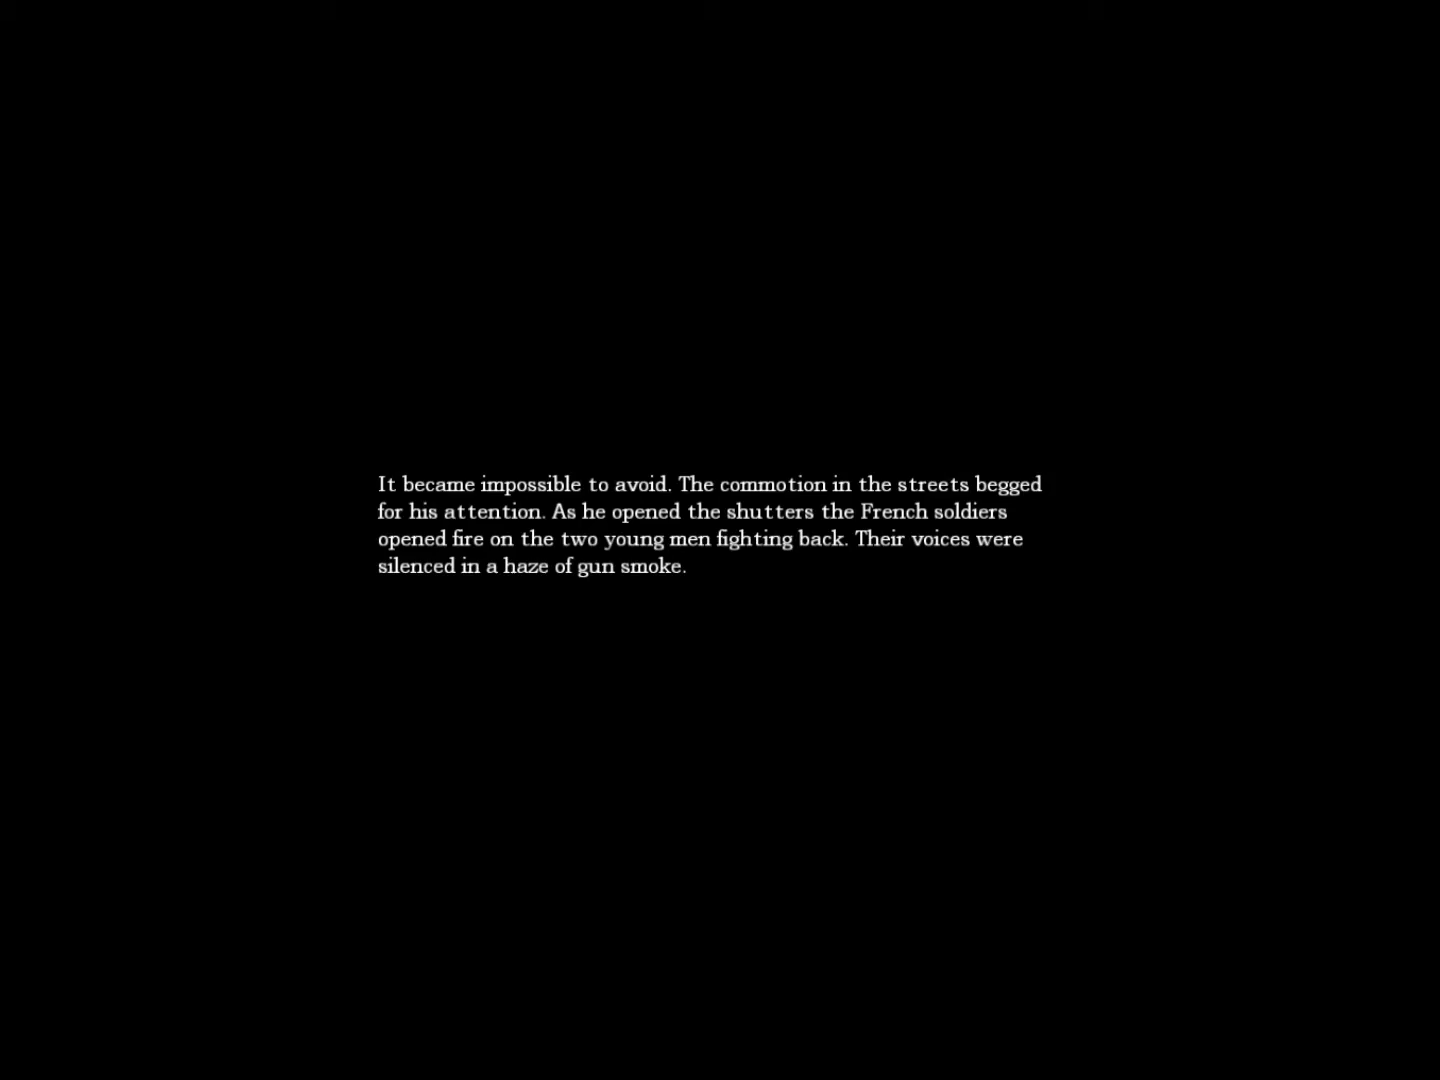 It became impossible to avoid. The commotion in the streets begged
for his attention. As he opened the shutters the French soldiers
opened fire on the two young men fighting back. Their voices were
silenced in a haze of gun smoke.